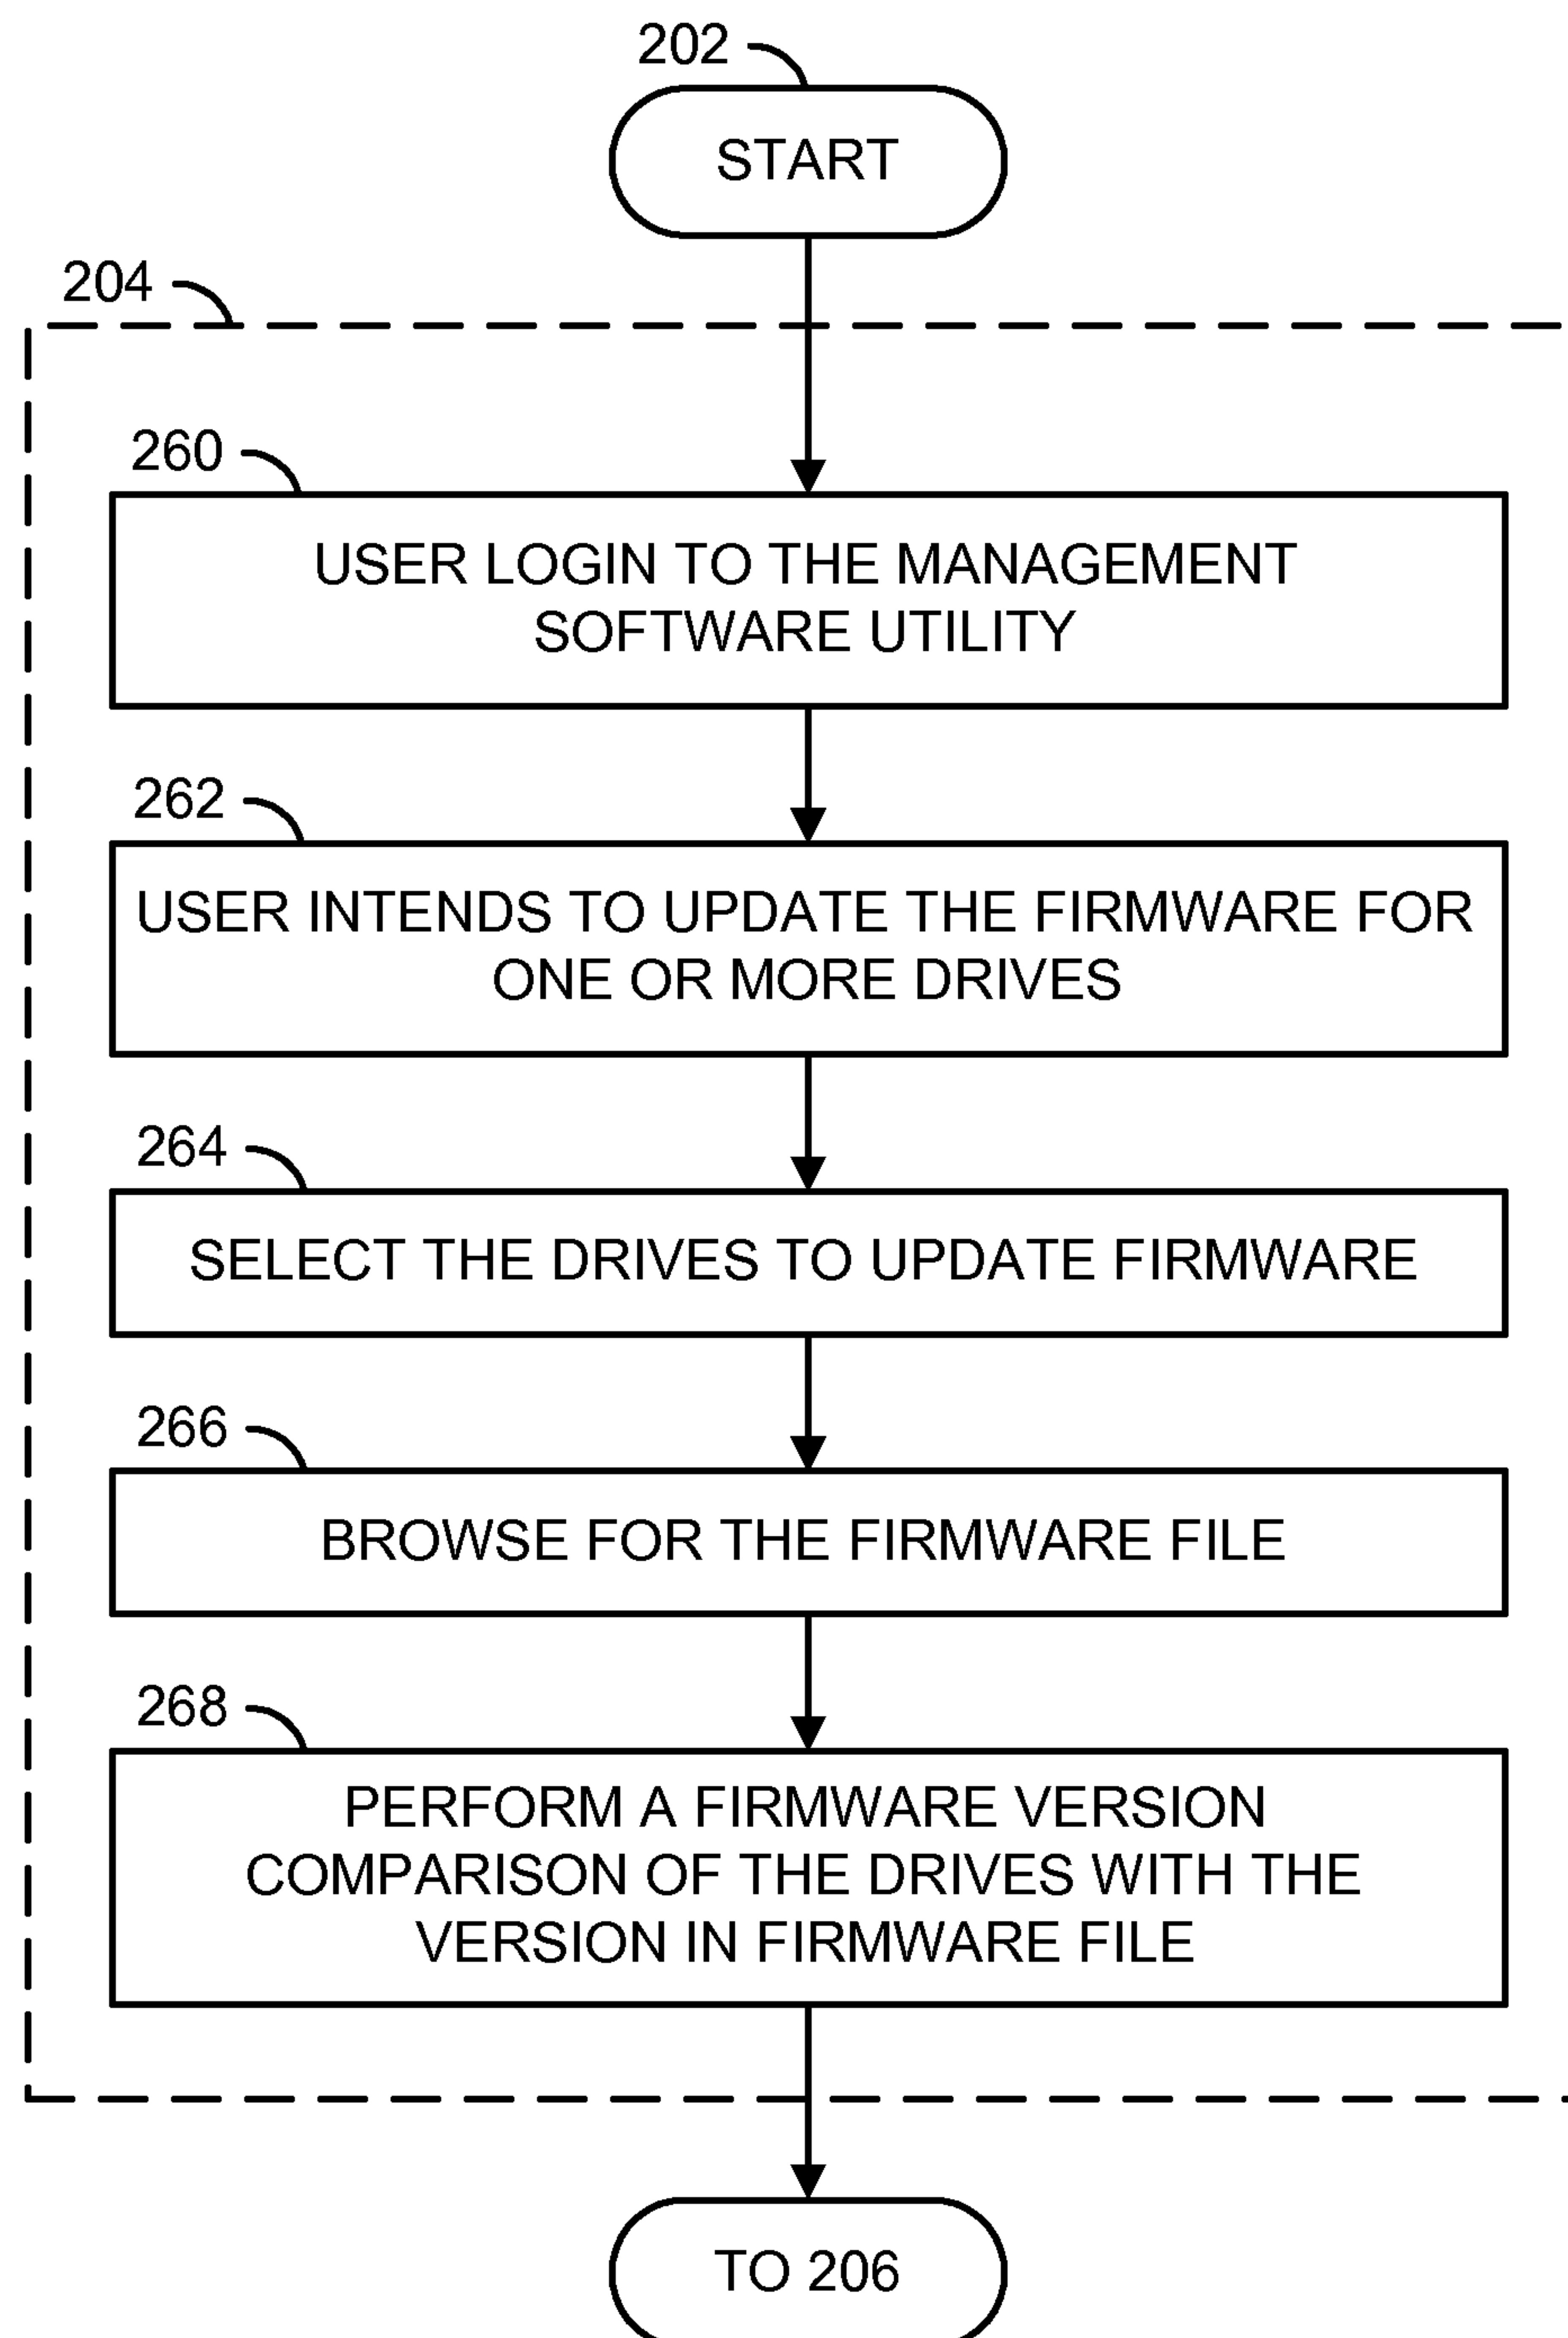 202
START
204
260
USER LOGIN TO THE MANAGEMENT
SOFTWARE UTILITY
262
USER INTENDS TO UPDATE THE FIRMWARE FOR
ONE OR MORE DRIVES
264
SELECT THE DRIVES TO UPDATE FIRMWARE
266
BROWSE FOR THE FIRMWARE FILE
268
PERFORM A FIRMWARE VERSION
COMPARISON OF THE DRIVES WITH THE
VERSION IN FIRMWARE FILE
TO 206